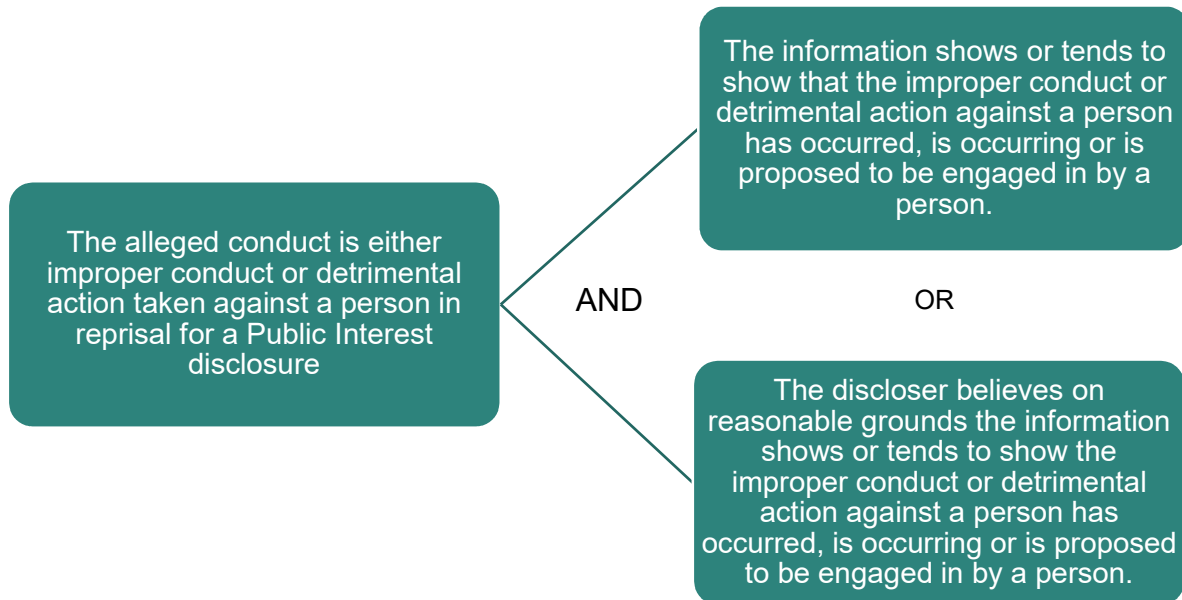 The alleged conduct is either
improper conduct or detrimental
action taken against a person in
reprisal for a Public Interest
disclosure
AND
The information shows or tends to
show that the improper conduct or
detrimental action against a person
has occurred, is occurring or is
proposed to be engaged in by a
person.
OR
The discloser believes on
reasonable grounds the information
shows or tends to show the
improper conduct or detrimental
action against a person has
occurred, is occurring or is proposed
to be engaged in by a person.